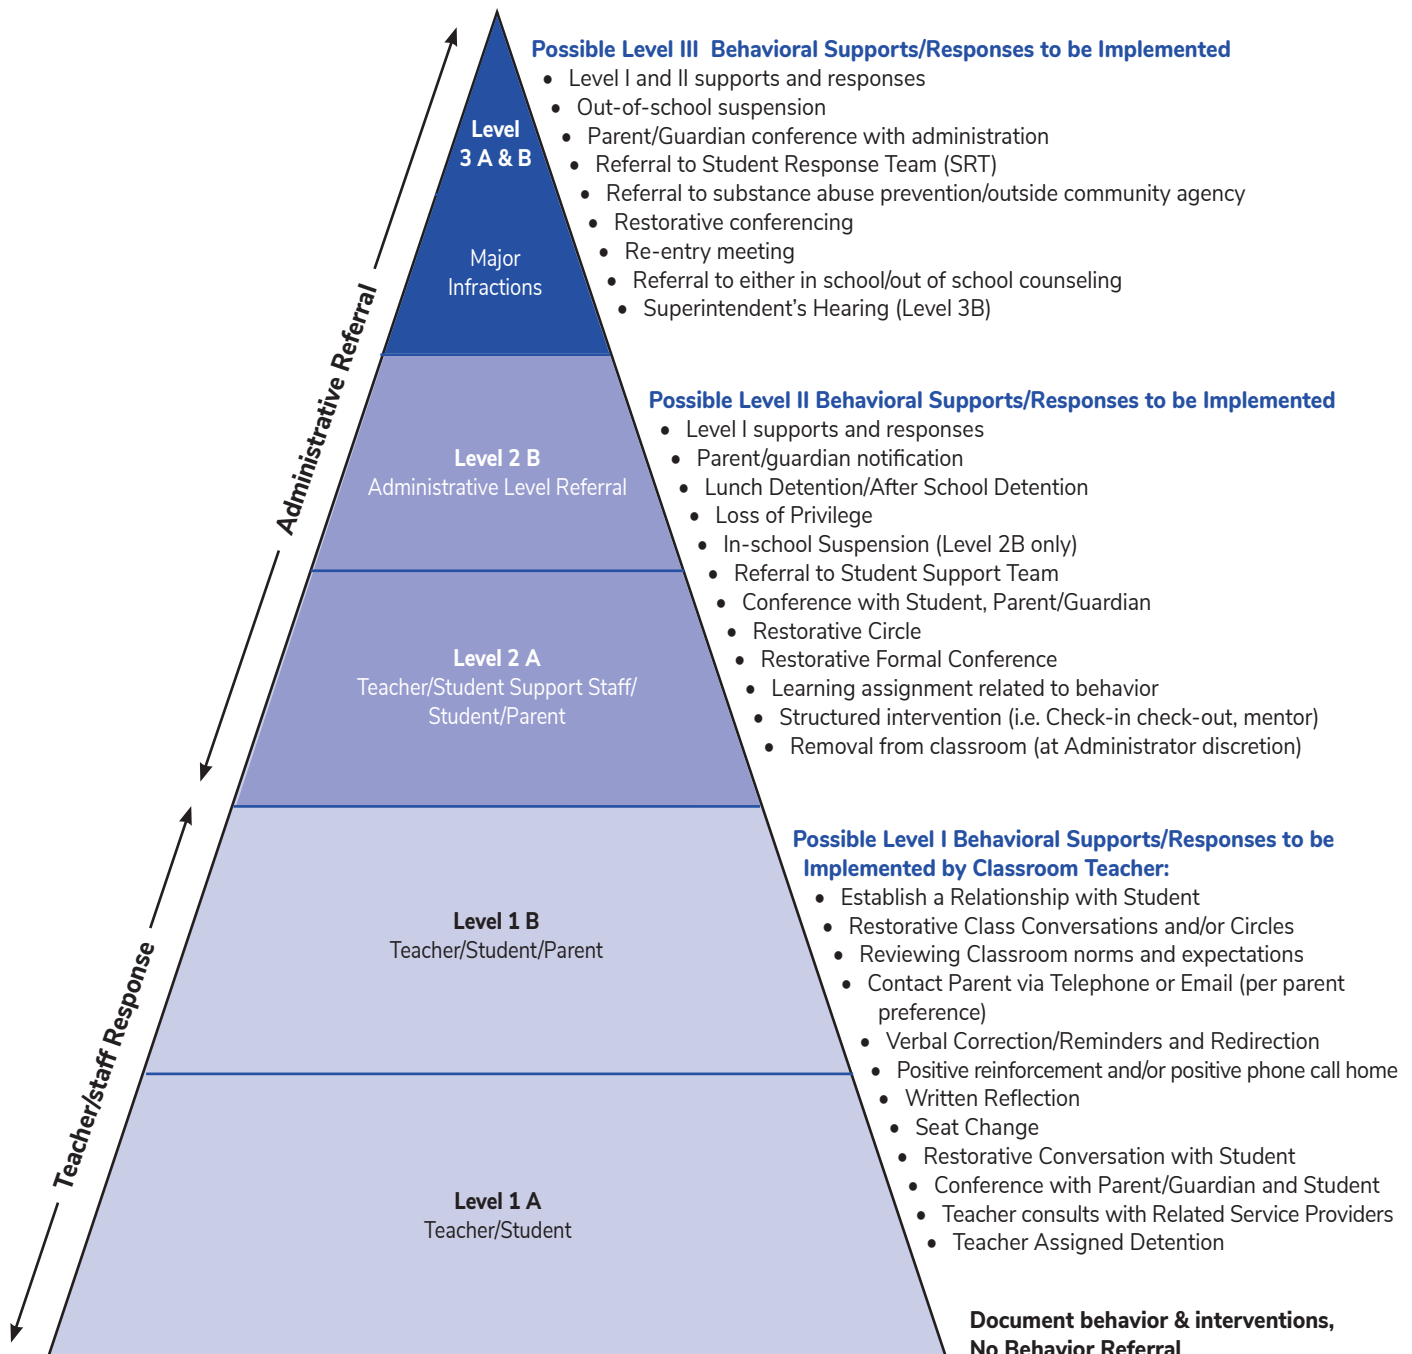 Possible Level III  Behavioral Supports/Responses to be Implemented
• Level I and II supports and responses
• Out-of-school suspension
• Parent/Guardian conference with administration
• Referral to Student Response Team (SRT)
• Referral to substance abuse prevention/outside community agency
• Restorative conferencing
• Re-entry meeting
• Referral to either in school/out of school counseling
• Superintendent's Hearing (Level 3B)
Level
3 A & B
Major
Infractions
Administrative Referral
Possible Level II Behavioral Supports/Responses to be Implemented
• Level I supports and responses
• Parent/guardian notification
• Lunch Detention/After School Detention
• Loss of Privilege
• In-school Suspension (Level 2B only)
• Referral to Student Support Team
• Conference with Student, Parent/Guardian
• Restorative Circle
• Restorative Formal Conference
• Learning assignment related to behavior
• Structured intervention (i.e. Check-in check-out, mentor)
• Removal from classroom (at Administrator discretion)
Level 2 B
Administrative Level Referral
Level 2 A
Teacher/Student Support Staff/
Student/Parent
Possible Level I Behavioral Supports/Responses to be
Implemented by Classroom Teacher:
• Establish a Relationship with Student
• Restorative Class Conversations and/or Circles
• Reviewing Classroom norms and expectations
• Contact Parent via Telephone or Email (per parent
preference)
• Verbal Correction/Reminders and Redirection
• Positive reinforcement and/or positive phone call home
• Written Reflection
• Seat Change
• Restorative Conversation with Student
• Conference with Parent/Guardian and Student
• Teacher consults with Related Service Providers
• Teacher Assigned Detention
Level 1 B
Teacher/Student/Parent
Teacher/staff Response
Level 1 A
Teacher/Student
Document behavior & interventions,
No Behavior Referral